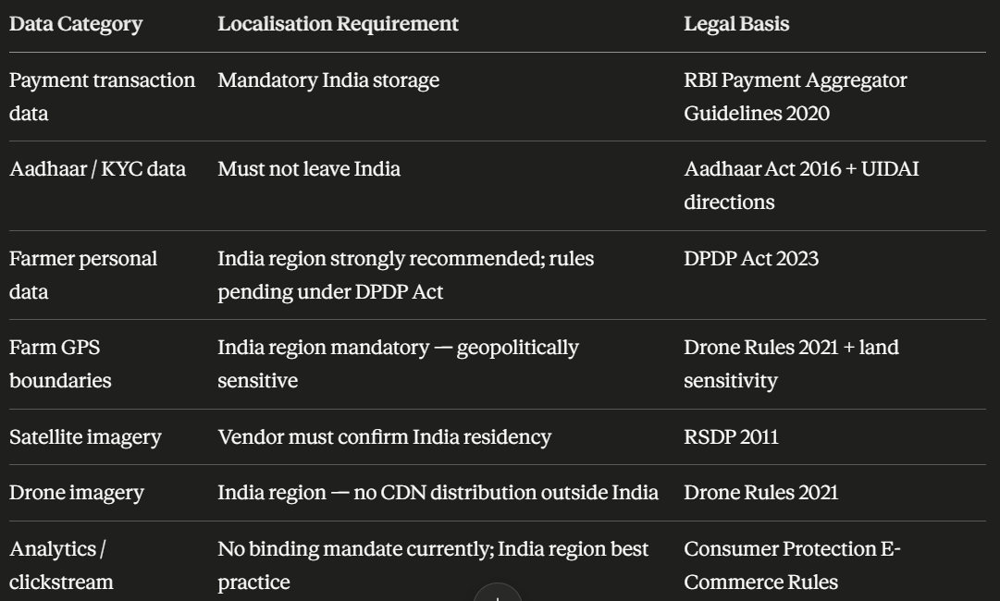 Data Category Localisation Requirement Legal Basis
Payment transaction Mandatory India storage RBI Payment Aggregator
data Guidelines 2020
Aadhaar / KYC data Must not leave India Aadhaar Act 2016 + UIDAI
directions
Farmer personal India region strongly recommended; rules DPDP Act 2023
data pending under DPDP Act
Farm GPS India region mandatory — geopolitically Drone Rules 2021 + land
boundaries sensitive sensitivity
Satellite imagery Vendor must confirm India residency RSDP 2011
Drone imagery India region — no CDN distribution outside India Drone Rules 2021
Analytics / No binding mandate currently; India region best Consumer Protection E-
clickstream practice Commerce Rules